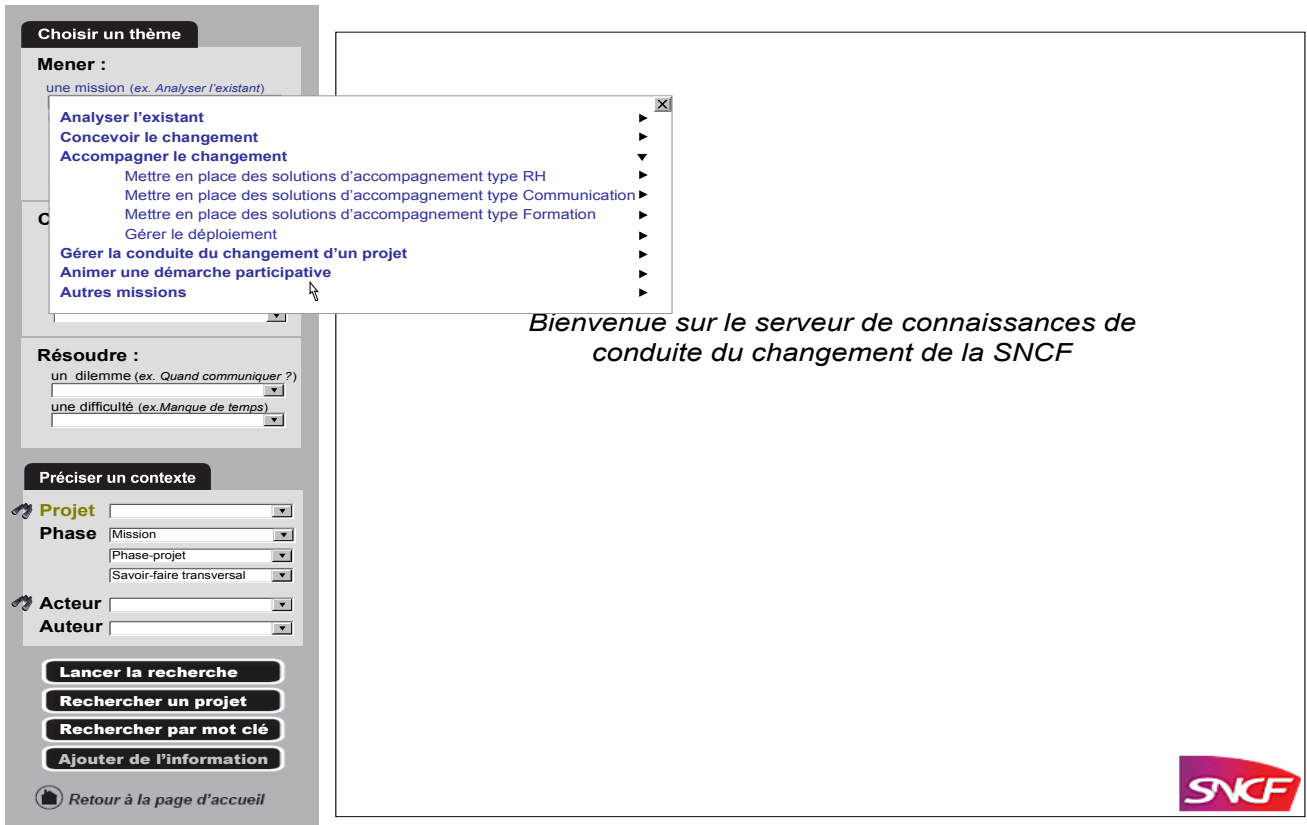 Choisir un thème
Mener :
une mission (ex. Analyser l'existant)
Analyser l'existant
Concevoir le changement
Accompagner le changement
Mettre en place des solutions d'accompagnement type RH
Mettre en place des solutions d'accompagnement type Communication
Mettre en place des solutions d'accompagnement type Formation
Gérer le déploiement
Gérer la conduite du changement d'un projet
Animer une démarche participative
Autres missions
Bienvenue sur le serveur de connaissances de
conduite du changement de la SNCF
Résoudre :
un dilemme (ex. Quand communiquer ?)
une difficulté (ex.Manque de temps)
Préciser un contexte
Projet
Phase Mission
Phase-projet
Savoir-faire transversal
Acteur
Auteur
Lancer la recherche
Rechercher un projet
Rechercher par mot clé
Ajouter de l'information
Retour à la page d'accueil
SNCF